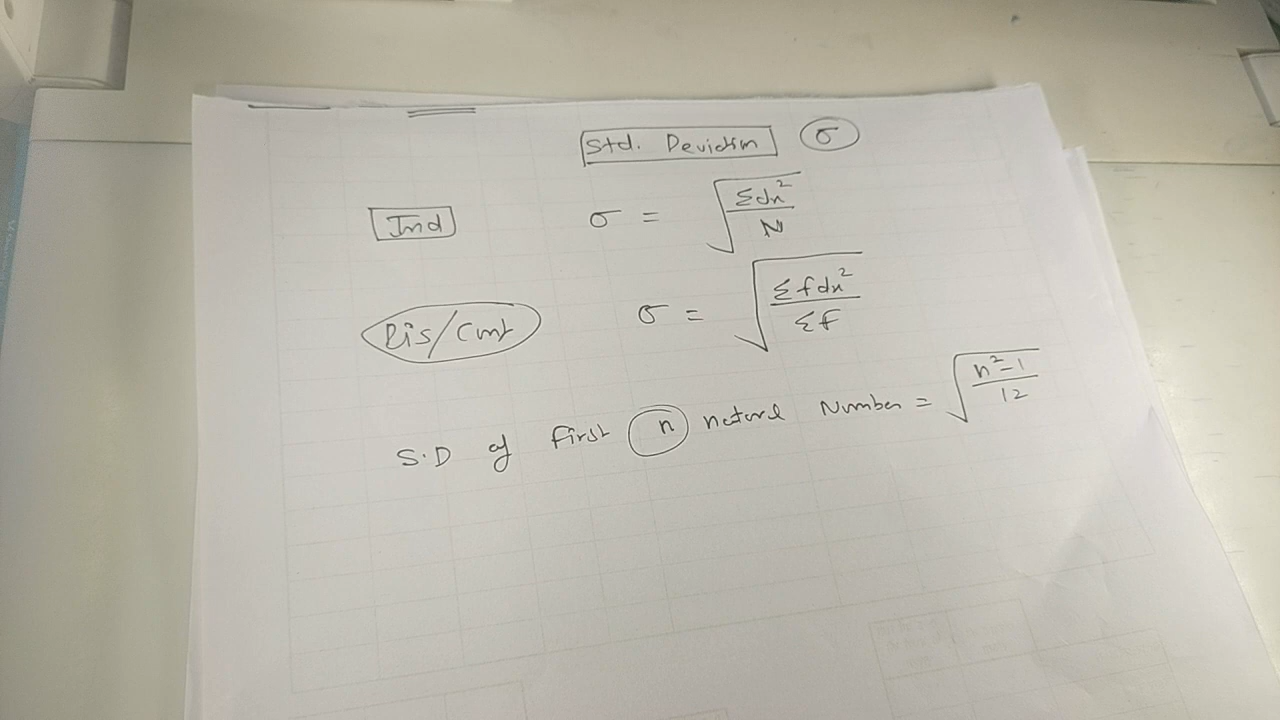 Std. Deviation σ
Ind σ = √(Σdx²/N)
Dis/Cont σ = √(Σfdx²/Σf)
S.D of first n natural Number = √(n²-1/12)